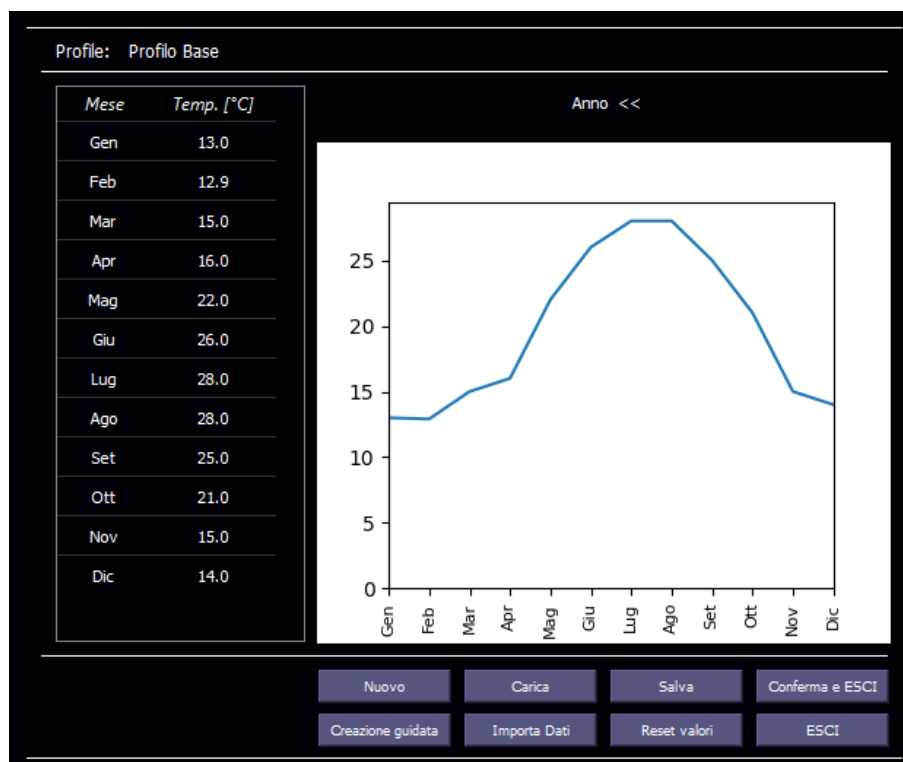 Profile: Profilo Base
Mese Temp. [°C]
Gen 13.0
Feb 12.9
Mar 15.0
Apr 16.0
Mag 22.0
Giu 26.0
Lug 28.0
Ago 28.0
Set 25.0
Ott 21.0
Nov 15.0
Dic 14.0
Anno <<
25
20
15
10
5
0
Gen Feb Mar Apr Mag Giu Lug Ago Set Ott Nov Dic
Nuovo Carica Salva Conferma e ESCI
Creazione guidata Importa Dati Reset valori ESCI